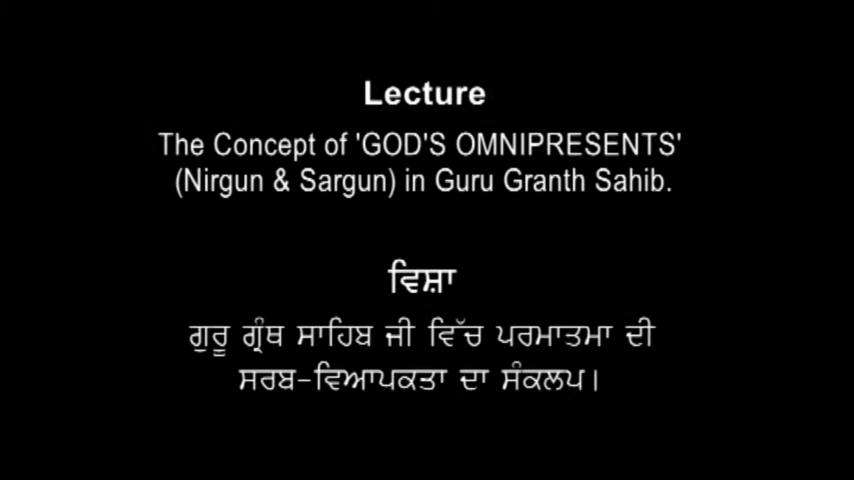 Lecture
The Concept of 'GOD'S OMNIPRESENTS'
(Nirgun & Sargun) in Guru Granth Sahib.
ਵਿਸ਼ਾ
ਗੁਰੂ ਗ੍ਰੰਥ ਸਾਹਿਬ ਜੀ ਵਿੱਚ ਪਰਮਾਤਮਾ ਦੀ
ਸਰਬ-ਵਿਆਪਕਤਾ ਦਾ ਸੰਕਲਪ।